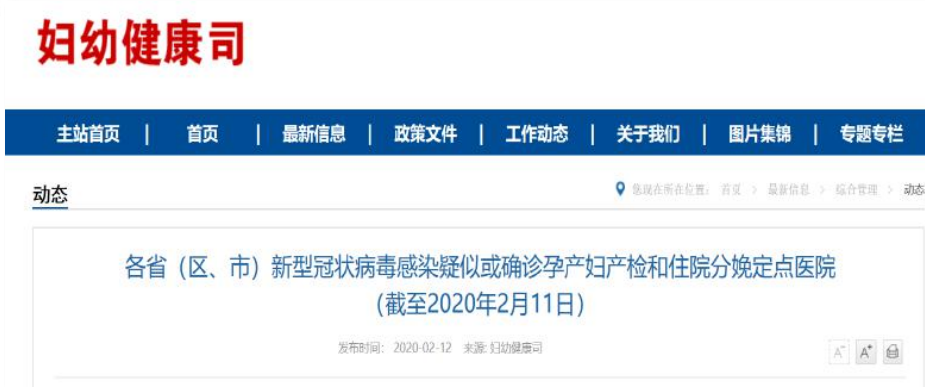 妇幼健康司
主站首页 | 首页 | 最新信息 | 政策文件 | 工作动态 | 关于我们 | 图片集锦 | 专题专栏
动态 您现在所在位置： 首页 > 最新信息 > 综合管理 > 动态
各省（区、市）新型冠状病毒感染疑似或确诊孕产妇产检和住院分娩定点医院
（截至2020年2月11日）
发布时间： 2020-02-12 来源: 妇幼健康司 A- A+